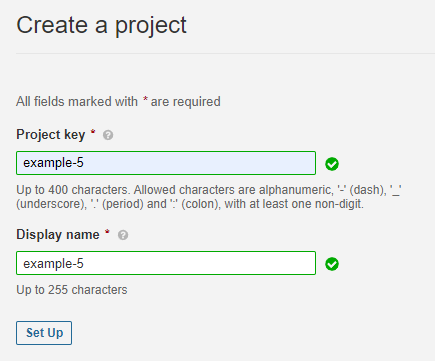 Create a project
All fields marked with * are required
Project key * ?
example-5
Up to 400 characters. Allowed characters are alphanumeric, '-' (dash), '_'
(underscore), '.' (period) and ':' (colon), with at least one non-digit.
Display name * ?
example-5
Up to 255 characters
Set Up